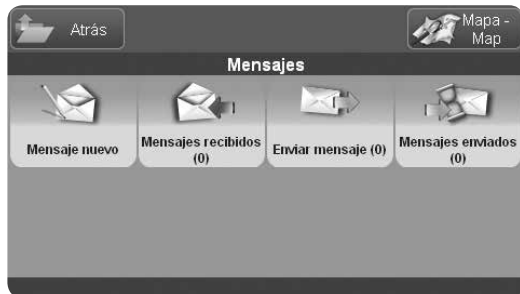 Atrás
Mapa -
Map
Mensajes
Mensaje nuevo
Mensajes recibidos
(0)
Enviar mensaje (0)
Mensajes enviados
(0)